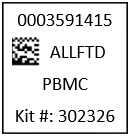 0003591415
ALLFTD
PBMC
Kit #: 302326